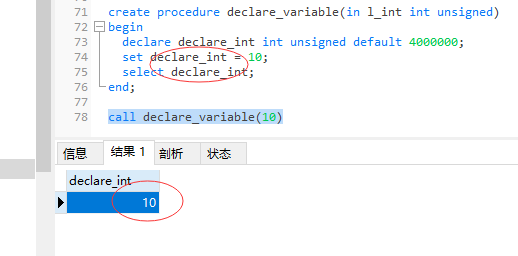 70
71 create procedure declare_variable(in l_int int unsigned)
72 begin
73 declare declare_int int unsigned default 4000000;
74 set declare_int = 10;
75 select declare_int;
76 end;
77
78 call declare_variable(10)
信息 结果 1 剖析 状态
declare_int
10